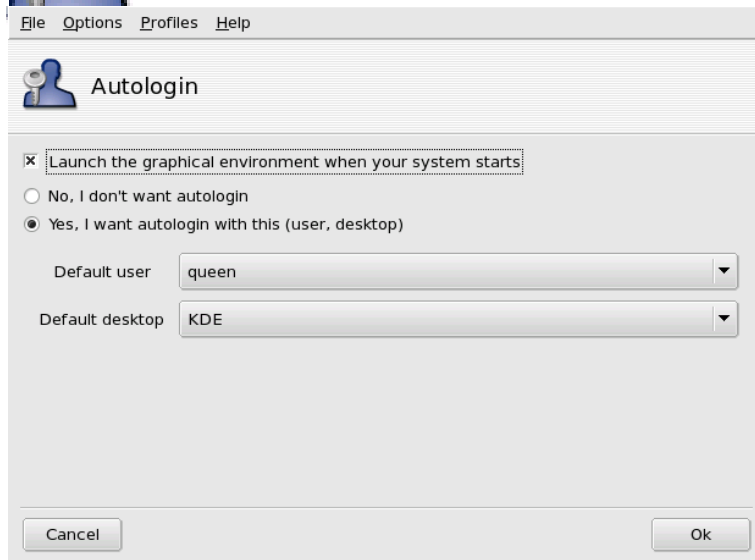 File Options Profiles Help
Autologin
Launch the graphical environment when your system starts
No, I don't want autologin
Yes, I want autologin with this (user, desktop)
Default user queen
Default desktop KDE
Cancel Ok